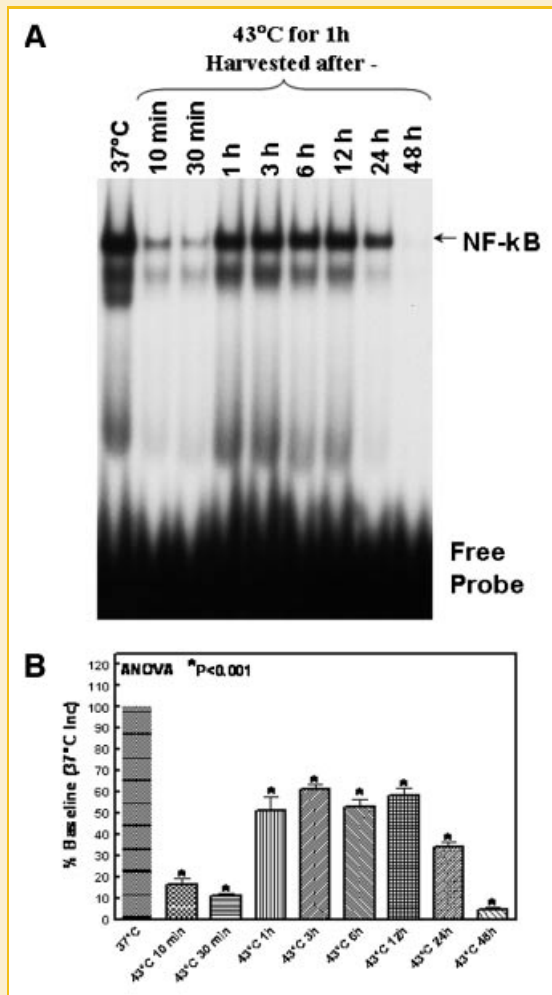 A
43°C for 1h
Harvested after -
37°C
10 min
30 min
1 h
3 h
6 h
12 h
24 h
48 h
← NF-kB
Free
Probe
B
ANOVA *P<0.001
% Baseline (37°C Inc)
120
110
100
90
80
70
60
50
40
30
20
10
0
* * * * * * * *
37°C
43°C 10 min
43°C 30 min
43°C 1h
43°C 3h
43°C 6h
43°C 12h
43°C 24h
43°C 48h